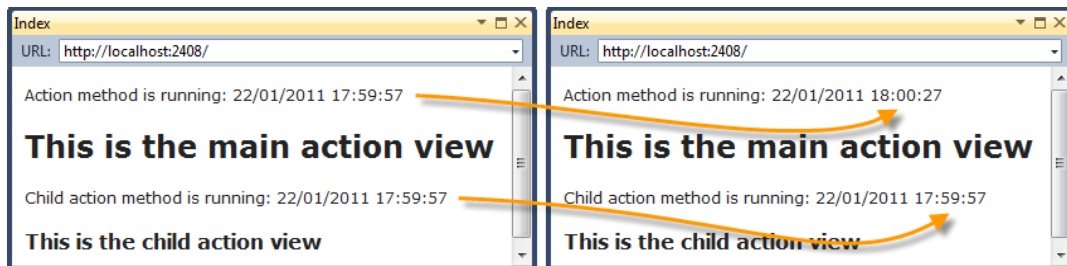 Index
URL: http://localhost:2408/
Action method is running: 22/01/2011 17:59:57
This is the main action view
Child action method is running: 22/01/2011 17:59:57
This is the child action view
Index
URL: http://localhost:2408/
Action method is running: 22/01/2011 18:00:27
This is the main action view
Child action method is running: 22/01/2011 17:59:57
This is the child action view